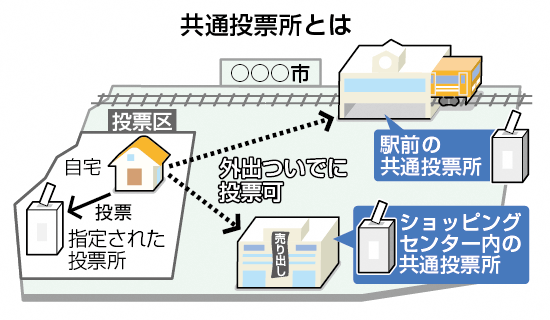 共通投票所とは
○○○市
投票区
自宅
投票
指定された
投票所
外出ついでに
投票可
駅前の
共通投票所
売り出し
ショッピング
センター内の
共通投票所